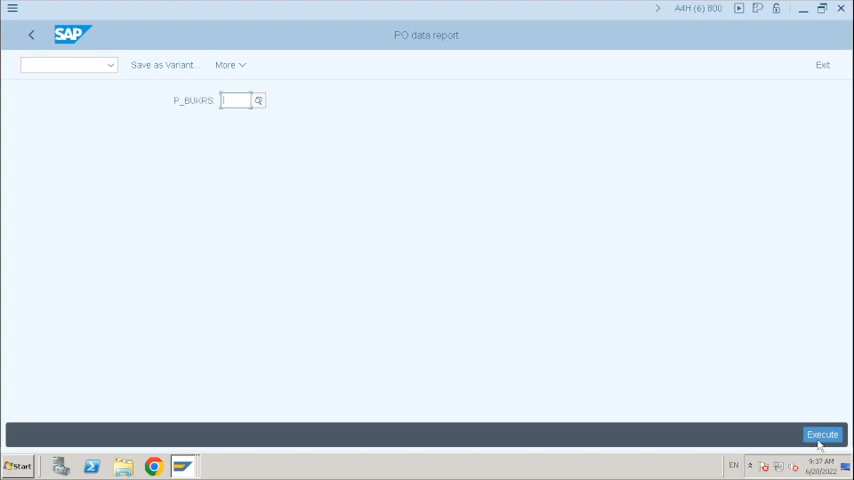 A4H (6) 800
SAP
PO data report
Save as Variant...
More
Exit
P_BUKRS:
Execute
Start
EN
9:37 AM
6/20/2022